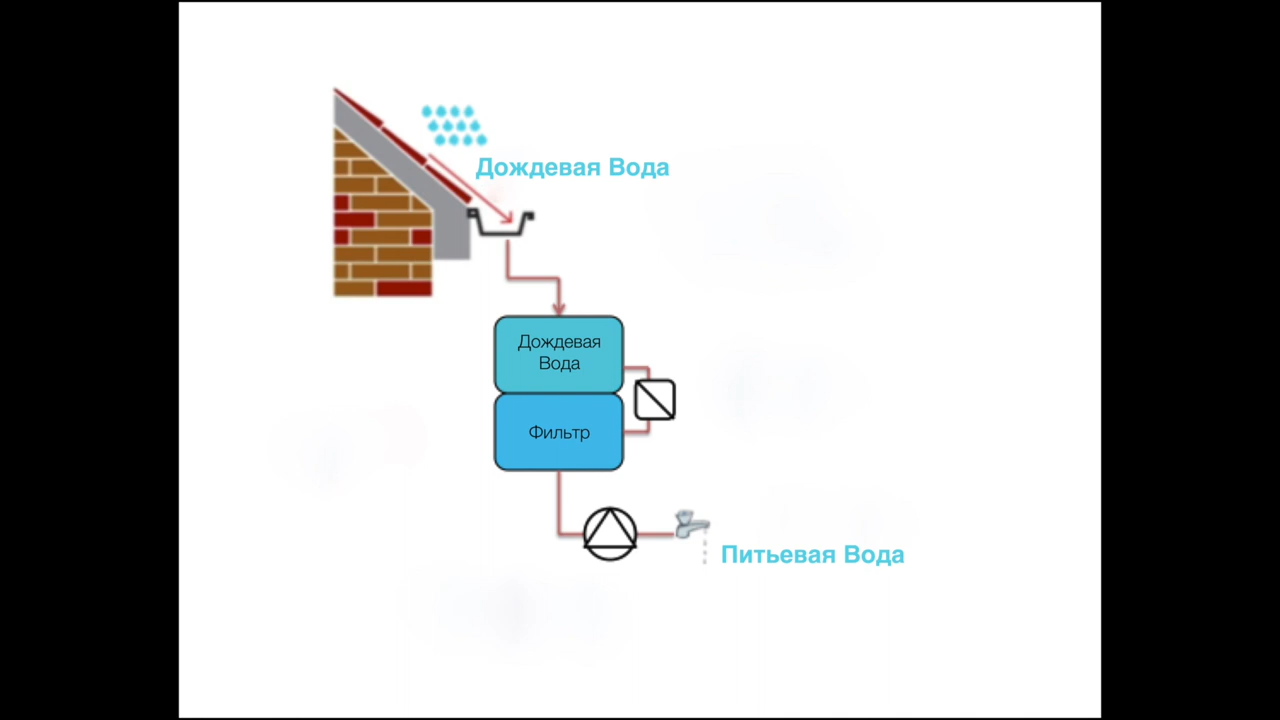 Дождевая Вода
Дождевая
Вода
Фильтр
Питьевая Вода